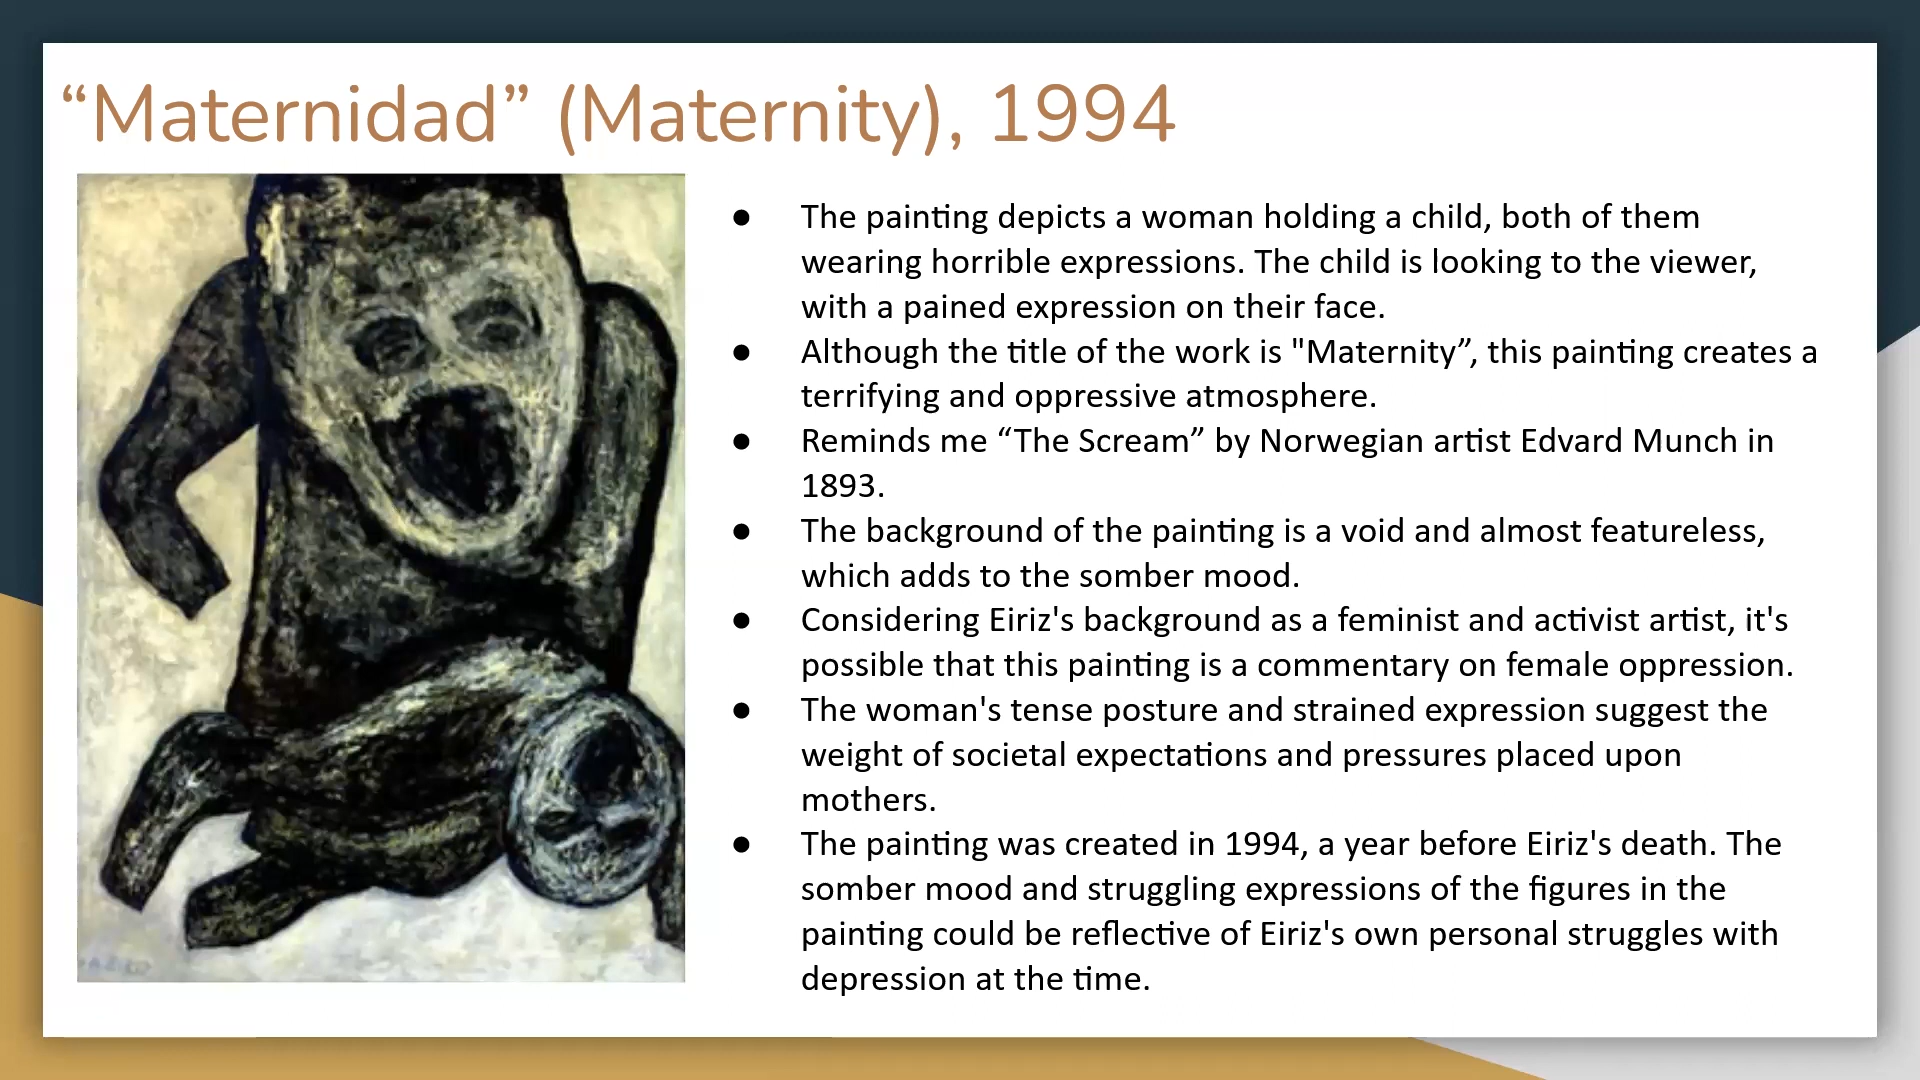 “Maternidad” (Maternity), 1994
● The painting depicts a woman holding a child, both of them
wearing horrible expressions. The child is looking to the viewer,
with a pained expression on their face.
● Although the title of the work is "Maternity”, this painting creates a
terrifying and oppressive atmosphere.
● Reminds me “The Scream” by Norwegian artist Edvard Munch in
1893.
● The background of the painting is a void and almost featureless,
which adds to the somber mood.
● Considering Eiriz's background as a feminist and activist artist, it's
possible that this painting is a commentary on female oppression.
● The woman's tense posture and strained expression suggest the
weight of societal expectations and pressures placed upon
mothers.
● The painting was created in 1994, a year before Eiriz's death. The
somber mood and struggling expressions of the figures in the
painting could be reflective of Eiriz's own personal struggles with
depression at the time.